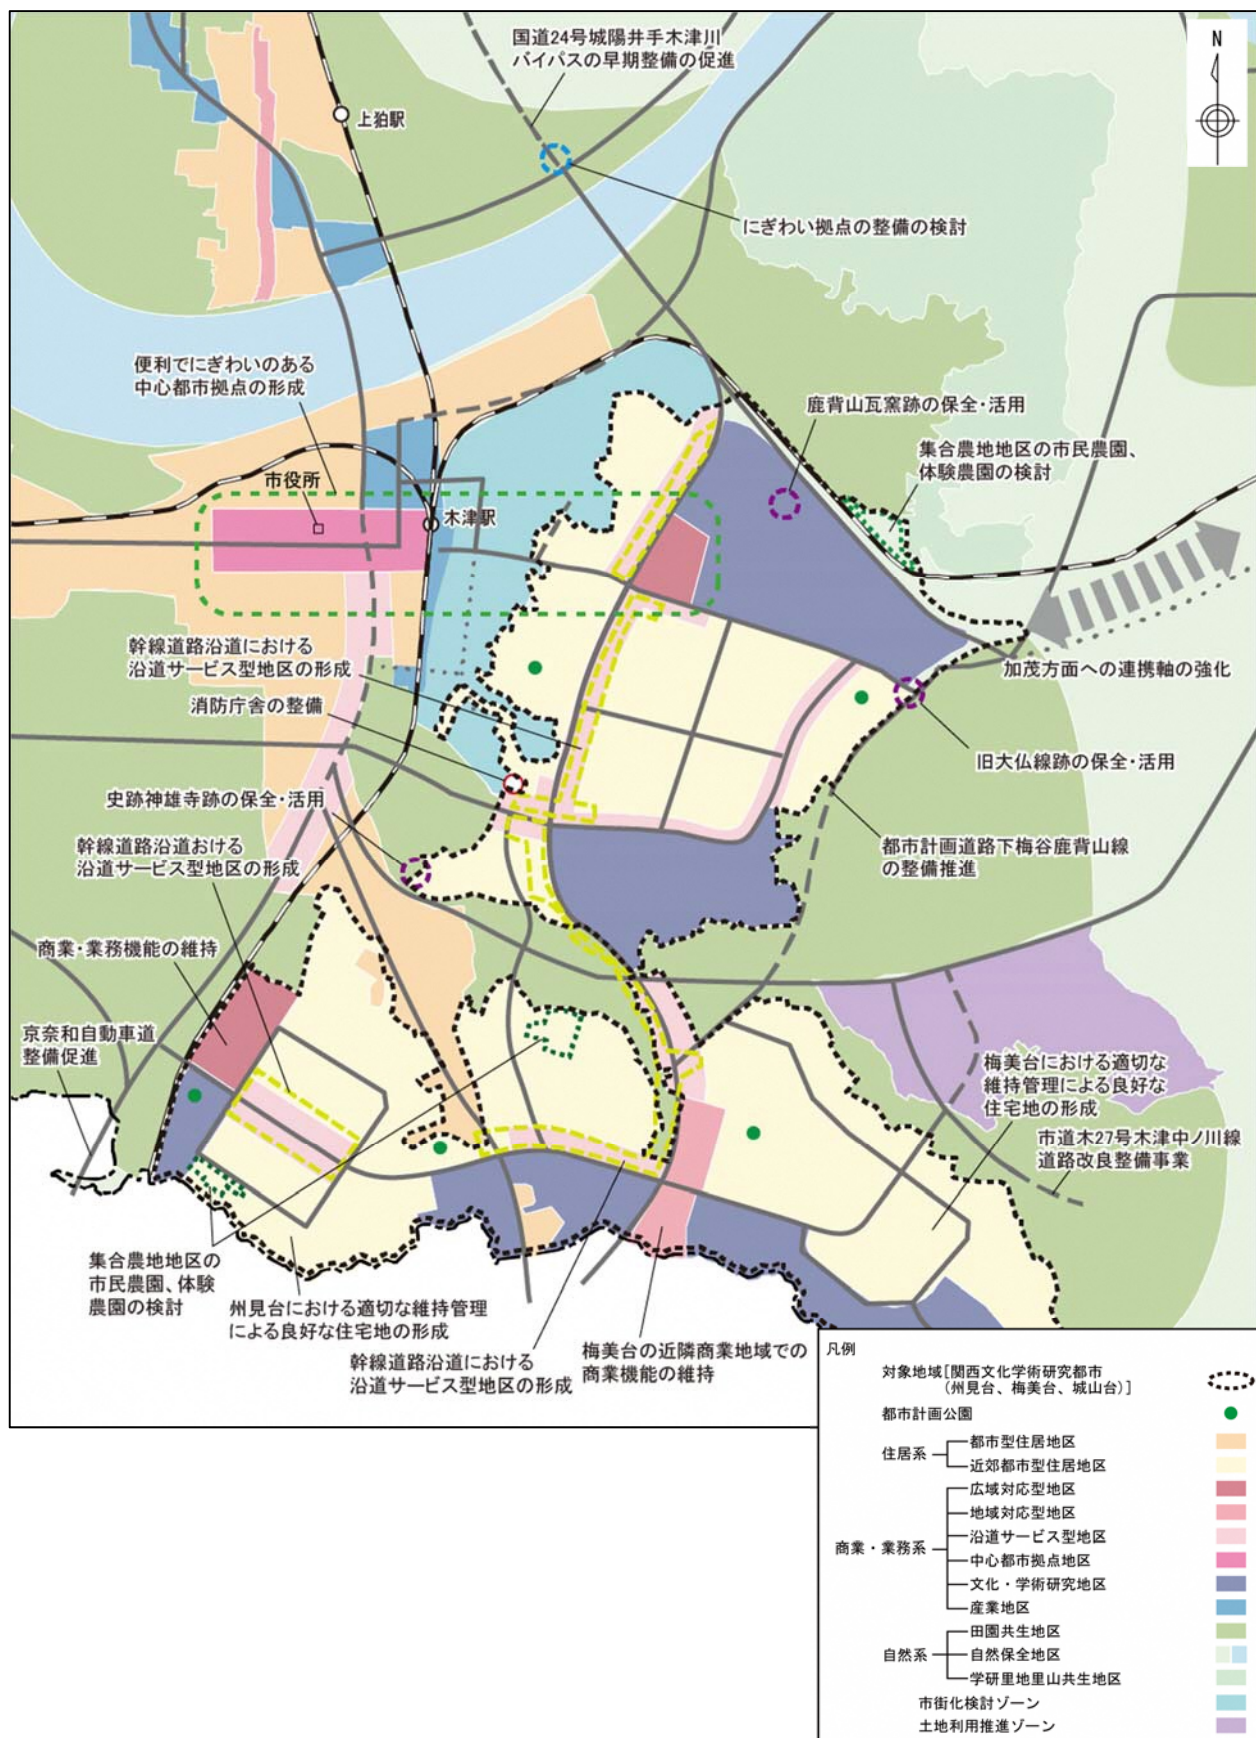 国道24号城陽井手木津川
バイパスの早期整備の促進
N
上狛駅
にぎわい拠点の整備の検討
便利でにぎわいのある
中心都市拠点の形成
鹿背山瓦窯跡の保全・活用
集合農地地区の市民農園、
体験農園の検討
市役所
木津駅
幹線道路沿道における
沿道サービス型地区の形成
加茂方面への連携軸の強化
消防庁舎の整備
旧大仏線跡の保全・活用
史跡神雄寺跡の保全・活用
幹線道路沿道おける
沿道サービス型地区の形成
都市計画道路下梅谷鹿背山線
の整備推進
商業・業務機能の維持
京奈和自動車道
整備促進
梅美台における適切な
維持管理による良好な
住宅地の形成
市道木27号木津中ノ川線
道路改良整備事業
集合農地地区の
市民農園、体験
農園の検討
州見台における適切な維持管理
による良好な住宅地の形成
幹線道路沿道における
沿道サービス型地区の形成
梅美台の近隣商業地域での
商業機能の維持
凡例
対象地域[関西文化学術研究都市
(州見台、梅美台、城山台)]
都市計画公園
住居系
都市型住居地区
近郊都市型住居地区
商業・業務系
広域対応型地区
地域対応型地区
沿道サービス型地区
中心都市拠点地区
文化・学術研究地区
産業地区
自然系
田園共生地区
自然保全地区
学研里地里山共生地区
市街化検討ゾーン
土地利用推進ゾーン